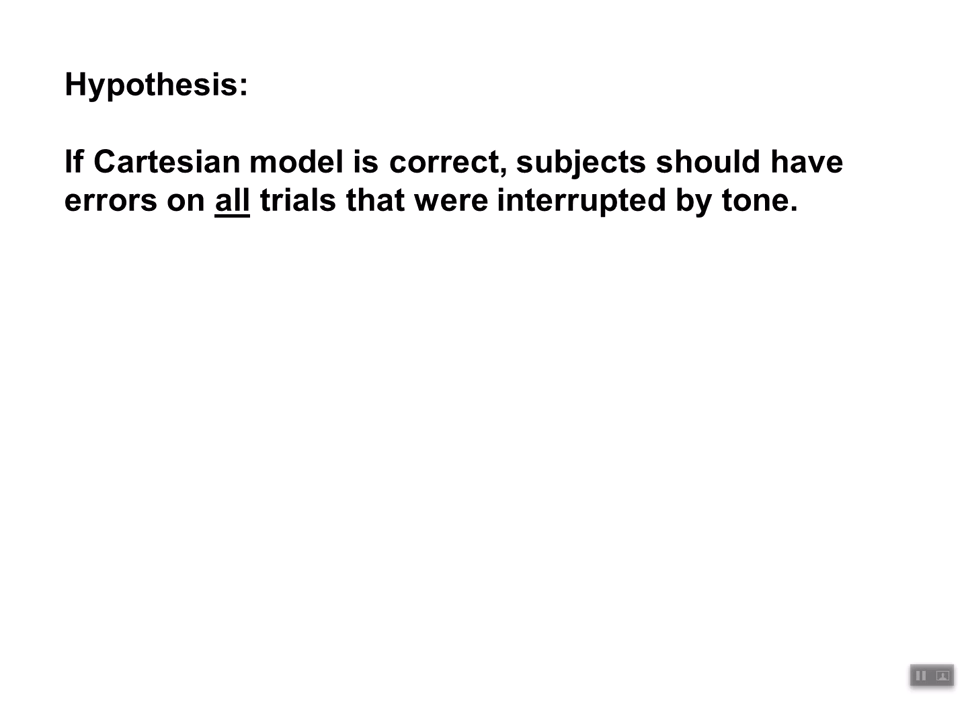 Hypothesis:
If Cartesian model is correct, subjects should have
errors on all trials that were interrupted by tone.